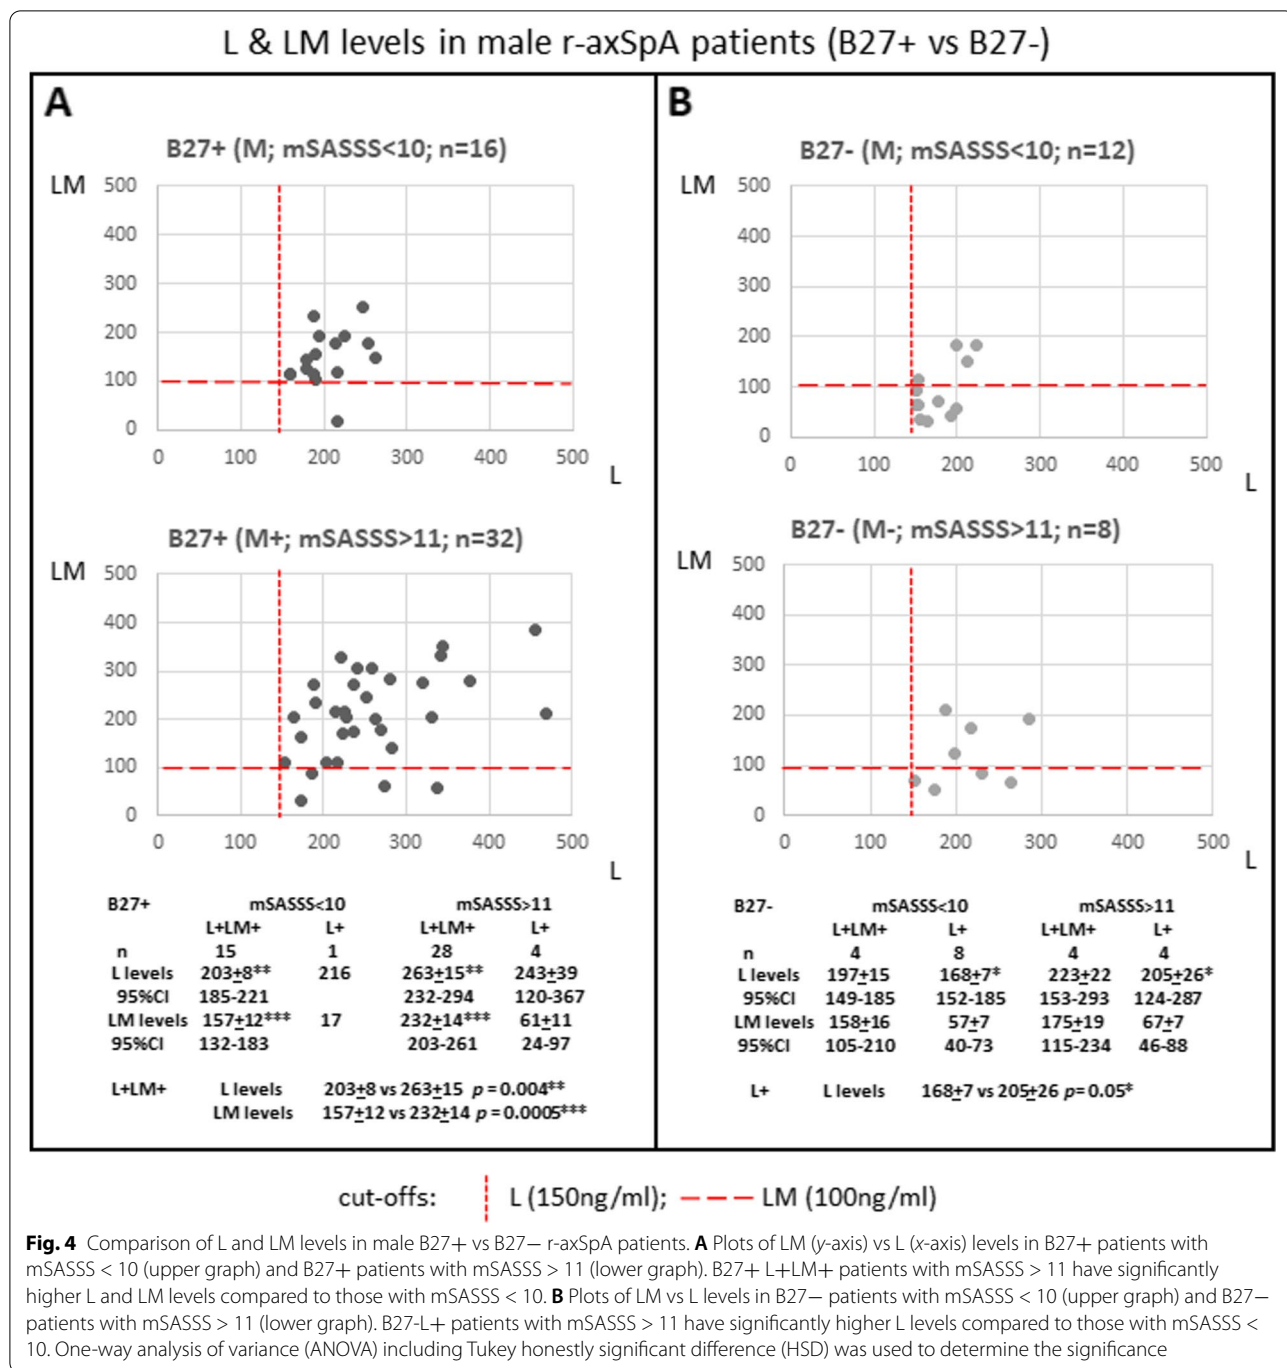 L & LM levels in male r-axSpA patients (B27+ vs B27-)
A
B27+ (M; mSASSS<10; n=16)
LM
500
400
300
200
100
0
0 100 200 300 400 500
L
B27+ (M+; mSASSS>11; n=32)
LM
500
400
300
200
100
0
0 100 200 300 400 500
L
B27+ mSASSS<10 mSASSS>11
L+LM+ L+ L+LM+ L+
n 15 1 28 4
L levels 203±8** 216 263±15** 243±39
95%CI 185-221 232-294 120-367
LM levels 157±12*** 17 232±14*** 61±11
95%CI 132-183 203-261 24-97
L+LM+ L levels 203±8 vs 263±15 p = 0.004**
LM levels 157±12 vs 232±14 p = 0.0005***
B
B27- (M; mSASSS<10; n=12)
LM
500
400
300
200
100
0
0 100 200 300 400 500
L
B27- (M-; mSASSS>11; n=8)
LM
500
400
300
200
100
0
0 100 200 300 400 500
L
B27- mSASSS<10 mSASSS>11
L+LM+ L+ L+LM+ L+
n 4 8 4 4
L levels 197±15 168±7* 223±22 205±26*
95%CI 149-185 152-185 153-293 124-287
LM levels 158±16 57±7 175±19 67±7
95%CI 105-210 40-73 115-234 46-88
L+ L levels 168±7 vs 205±26 p= 0.05*
cut-offs: L (150ng/ml); LM (100ng/ml)
Fig. 4 Comparison of L and LM levels in male B27+ vs B27− r-axSpA patients. A Plots of LM (y-axis) vs L (x-axis) levels in B27+ patients with
mSASSS < 10 (upper graph) and B27+ patients with mSASSS > 11 (lower graph). B27+ L+LM+ patients with mSASSS > 11 have significantly
higher L and LM levels compared to those with mSASSS < 10. B Plots of LM vs L levels in B27− patients with mSASSS < 10 (upper graph) and B27−
patients with mSASSS > 11 (lower graph). B27-L+ patients with mSASSS > 11 have significantly higher L levels compared to those with mSASSS <
10. One-way analysis of variance (ANOVA) including Tukey honestly significant difference (HSD) was used to determine the significance